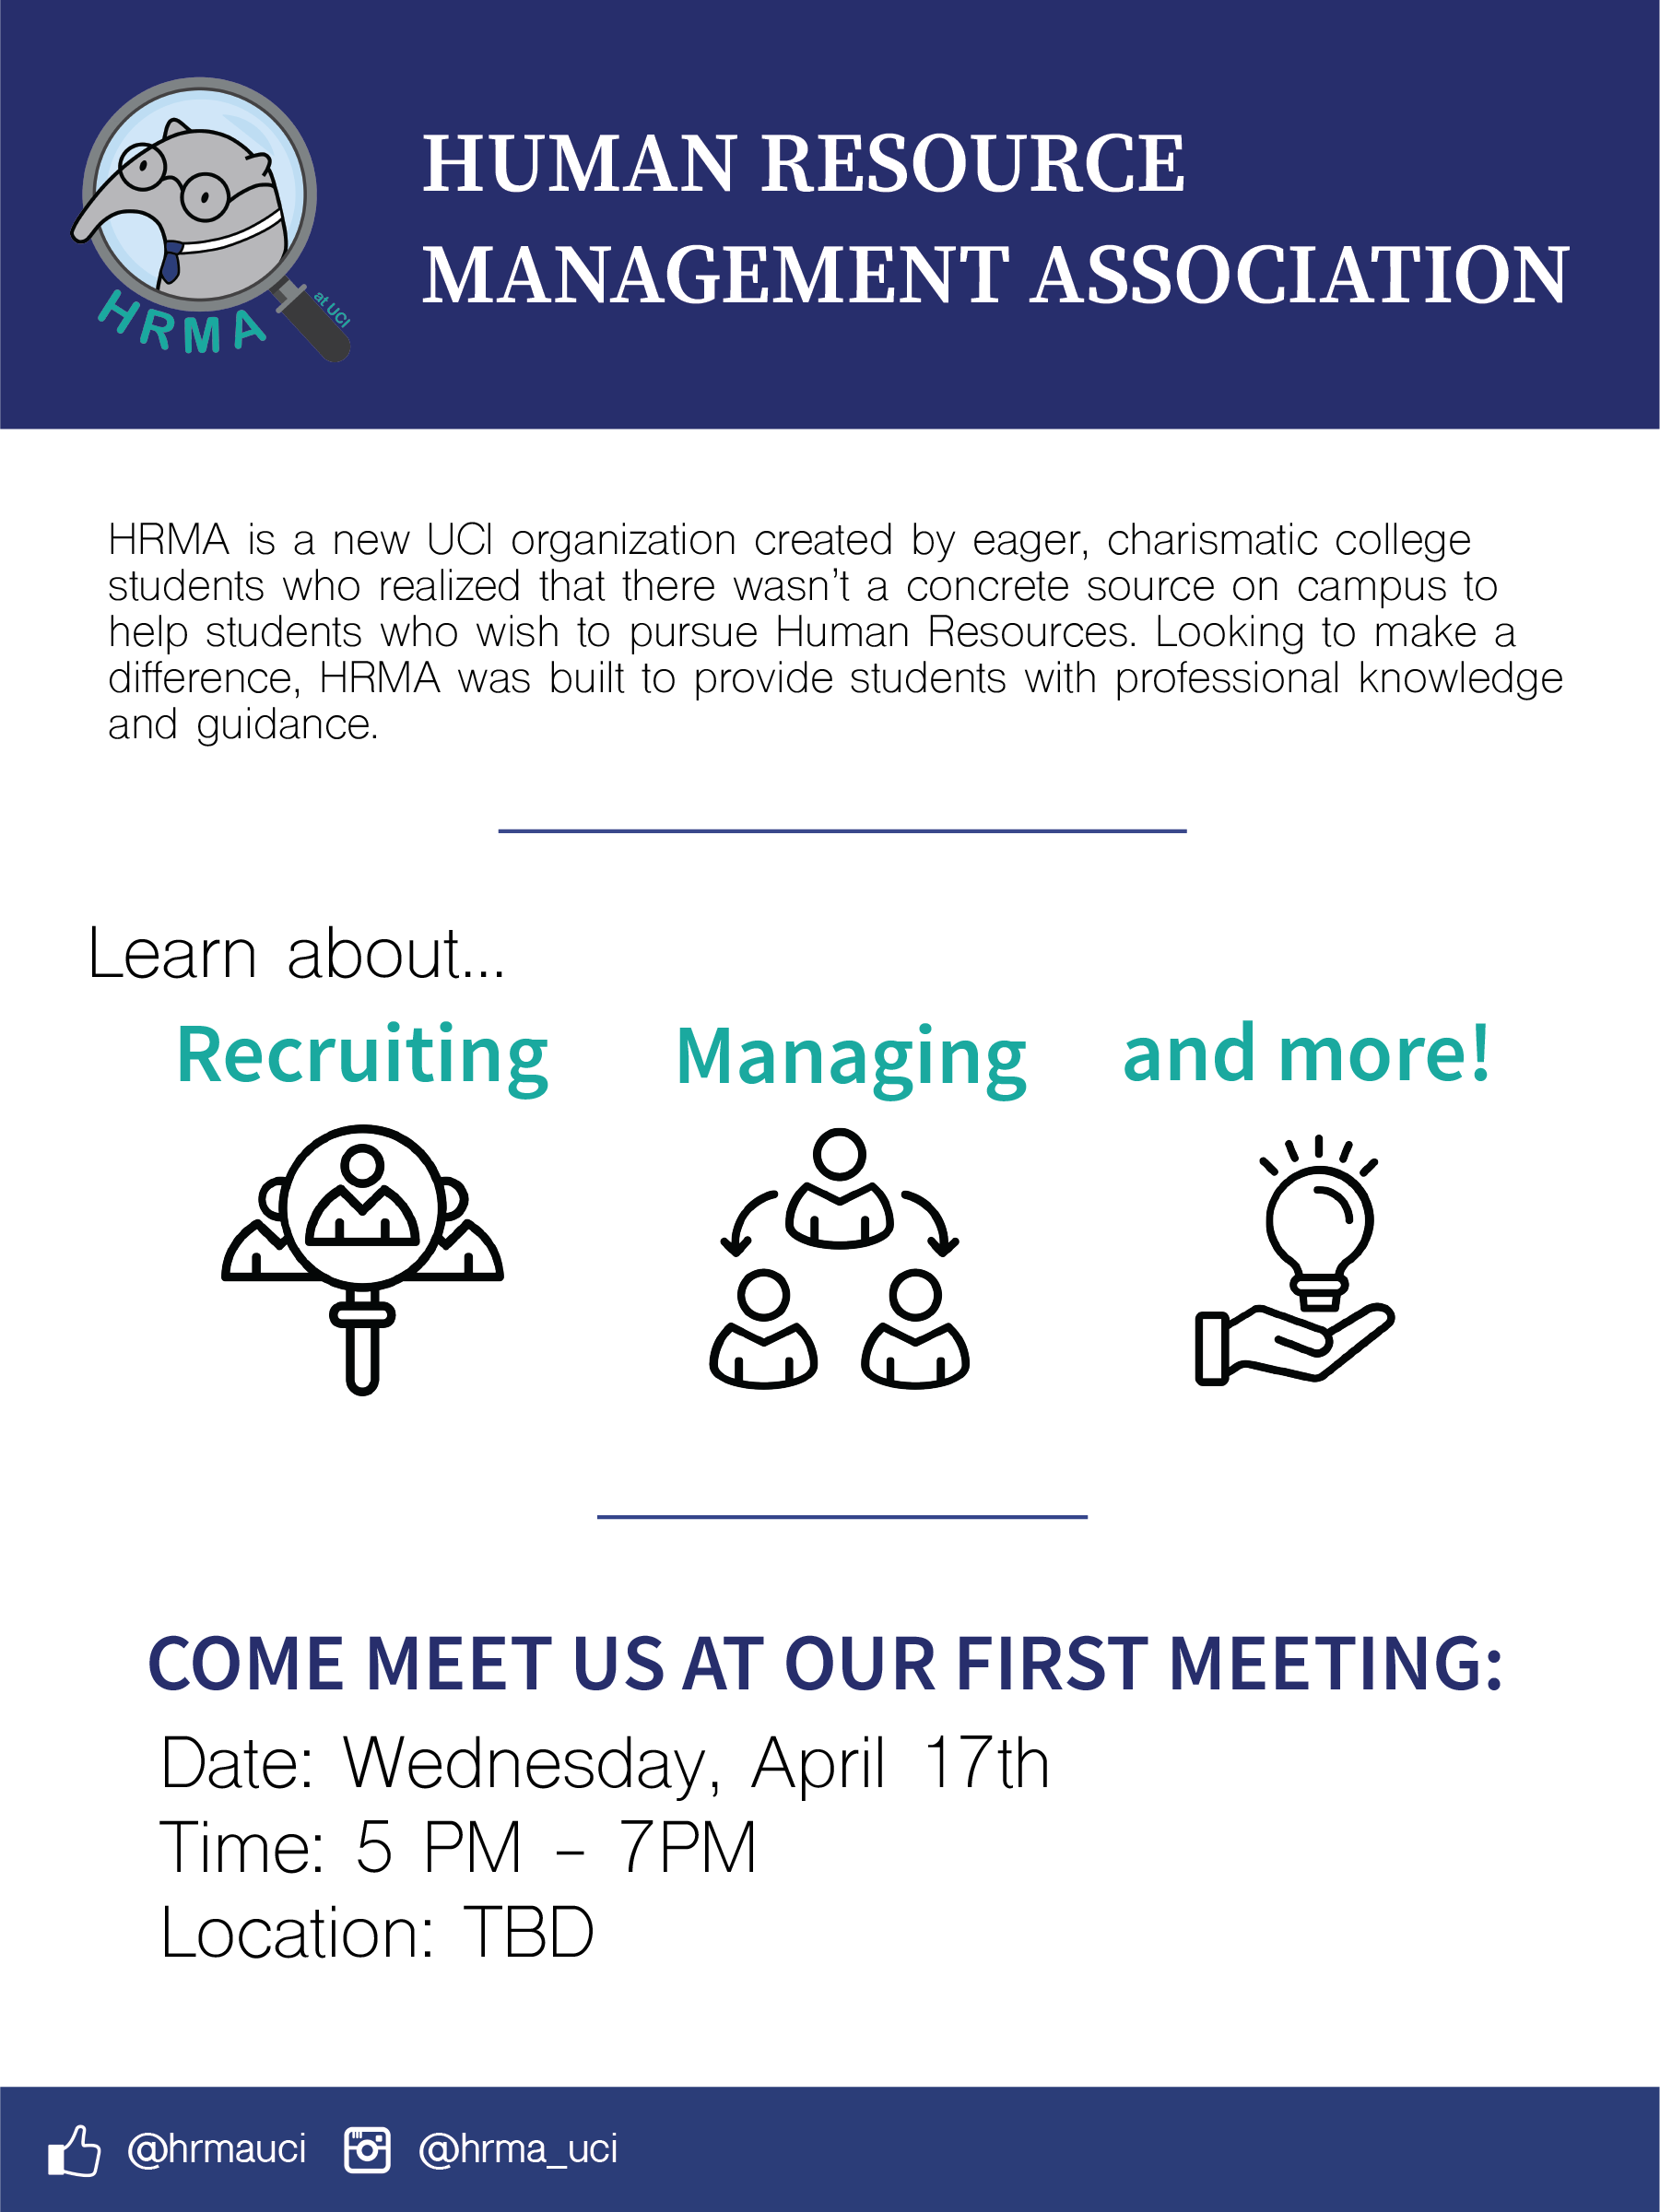 HUMAN RESOURCE
MANAGEMENT ASSOCIATION
HRMA
at UCI
HRMA is a new UCI organization created by eager, charismatic college
students who realized that there wasn't a concrete source on campus to
help students who wish to pursue Human Resources. Looking to make a
difference, HRMA was built to provide students with professional knowledge
and guidance.
Learn about...
Recruiting
Managing
and more!
COME MEET US AT OUR FIRST MEETING:
Date: Wednesday, April 17th
Time: 5 PM - 7PM
Location: TBD
@hrmauci
@hrma_uci